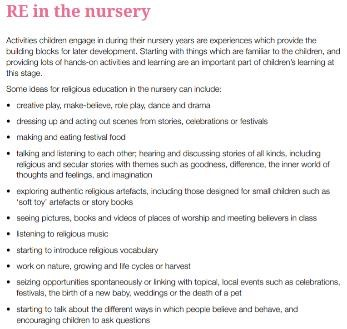 RE in the nursery
Activities children engage in during their nursery years are experiences which provide the
building blocks for later development. Starting with things which are familiar to the children, and
providing lots of hands-on activities and learning are an important part of children's learning at
this stage.
Some ideas for religious education in the nursery can include:
• creative play, make-believe, role play, dance and drama
• dressing up and acting out scenes from stories, celebrations or festivals
• making and eating festival food
• talking and listening to each other; hearing and discussing stories of all kinds, including
religious and secular stories with themes such as goodness, difference, the inner world of
thoughts and feelings, and imagination
• exploring authentic religious artefacts, including those designed for small children such as
'soft toy' artefacts or story books
• seeing pictures, books and videos of places of worship and meeting believers in class
• listening to religious music
• starting to introduce religious vocabulary
• work on nature, growing and life cycles or harvest
• seizing opportunities spontaneously or linking with topical, local events such as celebrations,
festivals, the birth of a new baby, weddings or the death of a pet
• starting to talk about the different ways in which people believe and behave, and
encouraging children to ask questions